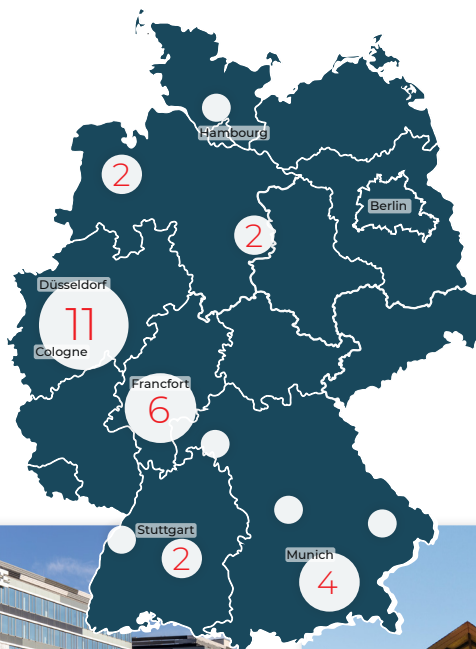 Hambourg
2
Berlin
2
Düsseldorf
11
Cologne
Francfort
6
Stuttgart
2
Munich
4